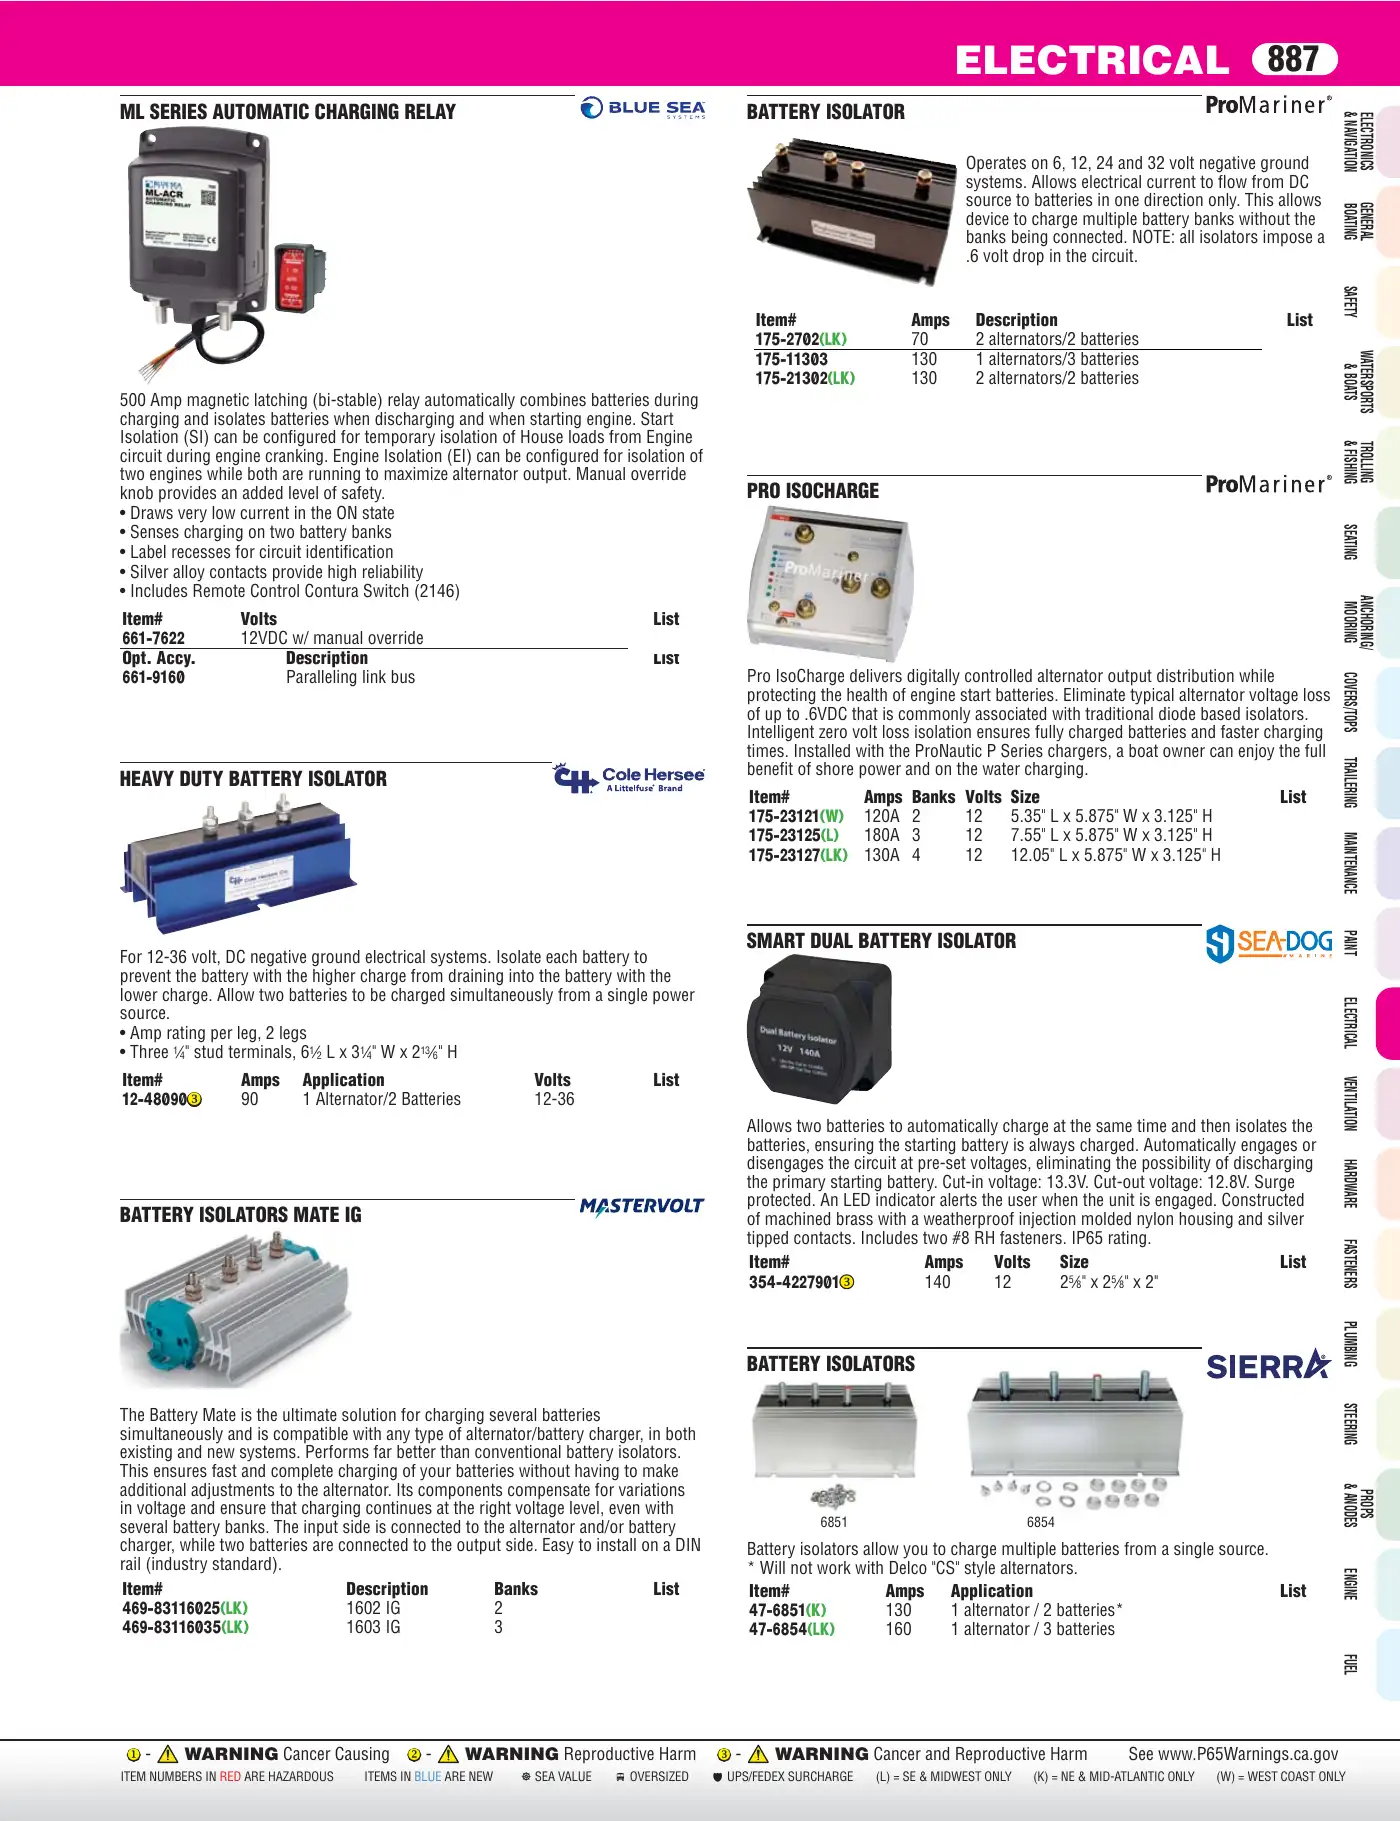 ELECTRICAL 887
ML SERIES AUTOMATIC CHARGING RELAY
BLUE SEA
SYSTEMS
ML-ACR
AUTOMATIC
CHARGING RELAY
500 Amp magnetic latching (bi-stable) relay automatically combines batteries during
charging and isolates batteries when discharging and when starting engine. Start
Isolation (SI) can be configured for temporary isolation of House loads from Engine
circuit during engine cranking. Engine Isolation (EI) can be configured for isolation of
two engines while both are running to maximize alternator output. Manual override
knob provides an added level of safety.
• Draws very low current in the ON state
• Senses charging on two battery banks
• Label recesses for circuit identification
• Silver alloy contacts provide high reliability
• Includes Remote Control Contura Switch (2146)
Item# Volts List
661-7622 12VDC w/ manual override
Opt. Accy. Description List
661-9160 Paralleling link bus
HEAVY DUTY BATTERY ISOLATOR
Cole Hersee®
A Littelfuse® Brand
Cole Hersee Co.
For 12-36 volt, DC negative ground electrical systems. Isolate each battery to
prevent the battery with the higher charge from draining into the battery with the
lower charge. Allow two batteries to be charged simultaneously from a single power
source.
• Amp rating per leg, 2 legs
• Three ¼" stud terminals, 6½ L x 3¼" W x 2¹³⁄₁₆" H
Item# Amps Application Volts List
12-48090③ 90 1 Alternator/2 Batteries 12-36
BATTERY ISOLATORS MATE IG
MASTERVOLT
The Battery Mate is the ultimate solution for charging several batteries
simultaneously and is compatible with any type of alternator/battery charger, in both
existing and new systems. Performs far better than conventional battery isolators.
This ensures fast and complete charging of your batteries without having to make
additional adjustments to the alternator. Its components compensate for variations
in voltage and ensure that charging continues at the right voltage level, even with
several battery banks. The input side is connected to the alternator and/or battery
charger, while two batteries are connected to the output side. Easy to install on a DIN
rail (industry standard).
Item# Description Banks List
469-83116025(LK) 1602 IG 2
469-83116035(LK) 1603 IG 3
BATTERY ISOLATOR
ProMariner®
Operates on 6, 12, 24 and 32 volt negative ground
systems. Allows electrical current to flow from DC
source to batteries in one direction only. This allows
device to charge multiple battery banks without the
banks being connected. NOTE: all isolators impose a
.6 volt drop in the circuit.
Item# Amps Description List
175-2702(LK) 70 2 alternators/2 batteries
175-11303 130 1 alternators/3 batteries
175-21302(LK) 130 2 alternators/2 batteries
PRO ISOCHARGE
ProMariner®
ProMariner
Pro IsoCharge delivers digitally controlled alternator output distribution while
protecting the health of engine start batteries. Eliminate typical alternator voltage loss
of up to .6VDC that is commonly associated with traditional diode based isolators.
Intelligent zero volt loss isolation ensures fully charged batteries and faster charging
times. Installed with the ProNautic P Series chargers, a boat owner can enjoy the full
benefit of shore power and on the water charging.
Item# Amps Banks Volts Size List
175-23121(W) 120A 2 12 5.35" L x 5.875" W x 3.125" H
175-23125(L) 180A 3 12 7.55" L x 5.875" W x 3.125" H
175-23127(LK) 130A 4 12 12.05" L x 5.875" W x 3.125" H
SMART DUAL BATTERY ISOLATOR
SEA-DOG
MARINE
Dual Battery Isolator
12V 140A
Allows two batteries to automatically charge at the same time and then isolates the
batteries, ensuring the starting battery is always charged. Automatically engages or
disengages the circuit at pre-set voltages, eliminating the possibility of discharging
the primary starting battery. Cut-in voltage: 13.3V. Cut-out voltage: 12.8V. Surge
protected. An LED indicator alerts the user when the unit is engaged. Constructed
of machined brass with a weatherproof injection molded nylon housing and silver
tipped contacts. Includes two #8 RH fasteners. IP65 rating.
Item# Amps Volts Size List
354-4227901③ 140 12 2⅝" x 2⅝" x 2"
BATTERY ISOLATORS
SIERRA®
6851 6854
Battery isolators allow you to charge multiple batteries from a single source.
* Will not work with Delco "CS" style alternators.
Item# Amps Application List
47-6851(K) 130 1 alternator / 2 batteries*
47-6854(LK) 160 1 alternator / 3 batteries
ELECTRONICS
& NAVIGATION
GENERAL
BOATING
SAFETY
WATERSPORTS
& BOATS
TROLLING
& FISHING
SEATING
ANCHORING/
MOORING
COVERS/TOPS
TRAILERING
MAINTENANCE
PAINT
ELECTRICAL
VENTILATION
HARDWARE
FASTENERS
PLUMBING
STEERING
PROPS
& ANODES
ENGINE
FUEL
① - WARNING Cancer Causing ② - WARNING Reproductive Harm ③ - WARNING Cancer and Reproductive Harm See www.P65Warnings.ca.gov
ITEM NUMBERS IN RED ARE HAZARDOUS ITEMS IN BLUE ARE NEW SEA VALUE OVERSIZED UPS/FEDEX SURCHARGE (L) = SE & MIDWEST ONLY (K) = NE & MID-ATLANTIC ONLY (W) = WEST COAST ONLY